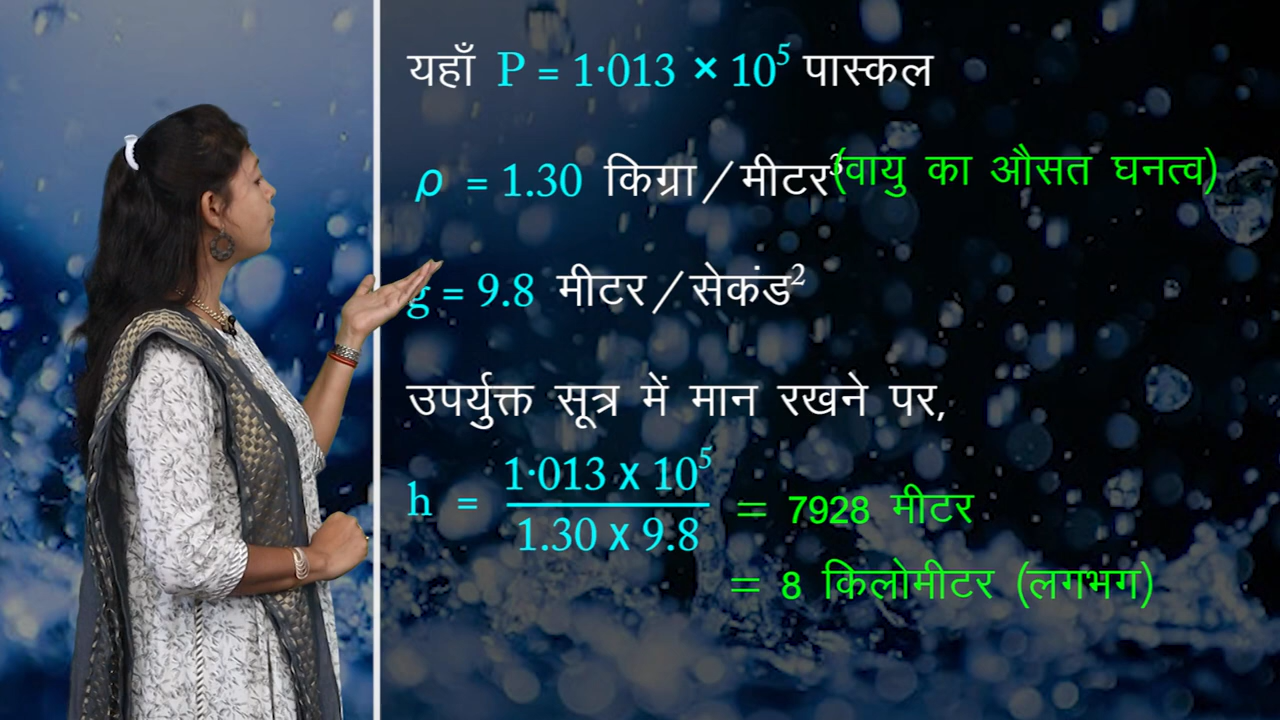 यहाँ P = 1·013 × 10⁵ पास्कल
ρ = 1.30 किग्रा / मीटर³ (वायु का औसत घनत्व)
g = 9.8 मीटर / सेकंड²
उपर्युक्त सूत्र में मान रखने पर,
h = 1·013 x 10⁵ / 1.30 x 9.8 = 7928 मीटर
= 8 किलोमीटर (लगभग)